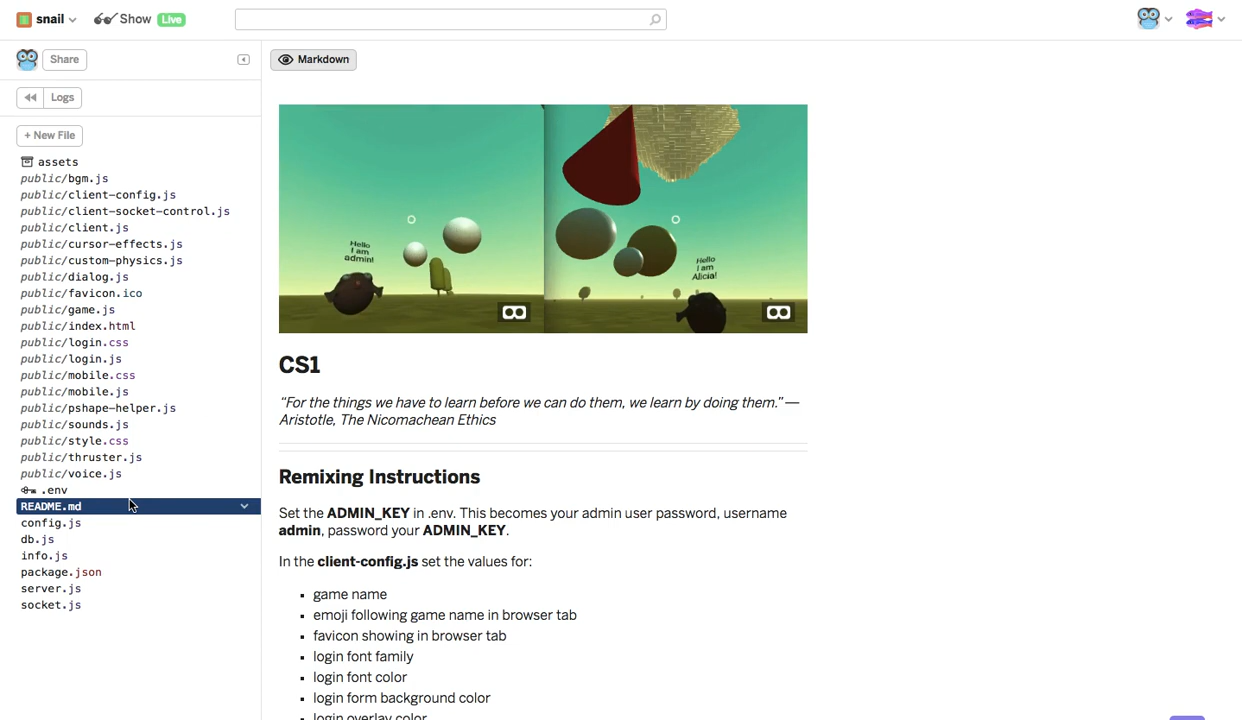 snail
Show
Live
Share
Logs
+ New File
assets
public/bgm.js
public/client-config.js
public/client-socket-control.js
public/client.js
public/cursor-effects.js
public/custom-physics.js
public/dialog.js
public/favicon.ico
public/game.js
public/index.html
public/login.css
public/login.js
public/mobile.css
public/mobile.js
public/pshape-helper.js
public/sounds.js
public/style.css
public/thruster.js
public/voice.js
.env
README.md
config.js
db.js
info.js
package.json
server.js
socket.js
Markdown
Hello
I am
admin!
Hello
I am
Alicia!
CS1
“For the things we have to learn before we can do them, we learn by doing them.” —
Aristotle, The Nicomachean Ethics
Remixing Instructions
Set the ADMIN_KEY in .env. This becomes your admin user password, username
admin, password your ADMIN_KEY.
In the client-config.js set the values for:
▪ game name
▪ emoji following game name in browser tab
▪ favicon showing in browser tab
▪ login font family
▪ login font color
▪ login form background color
▪ login overlay color